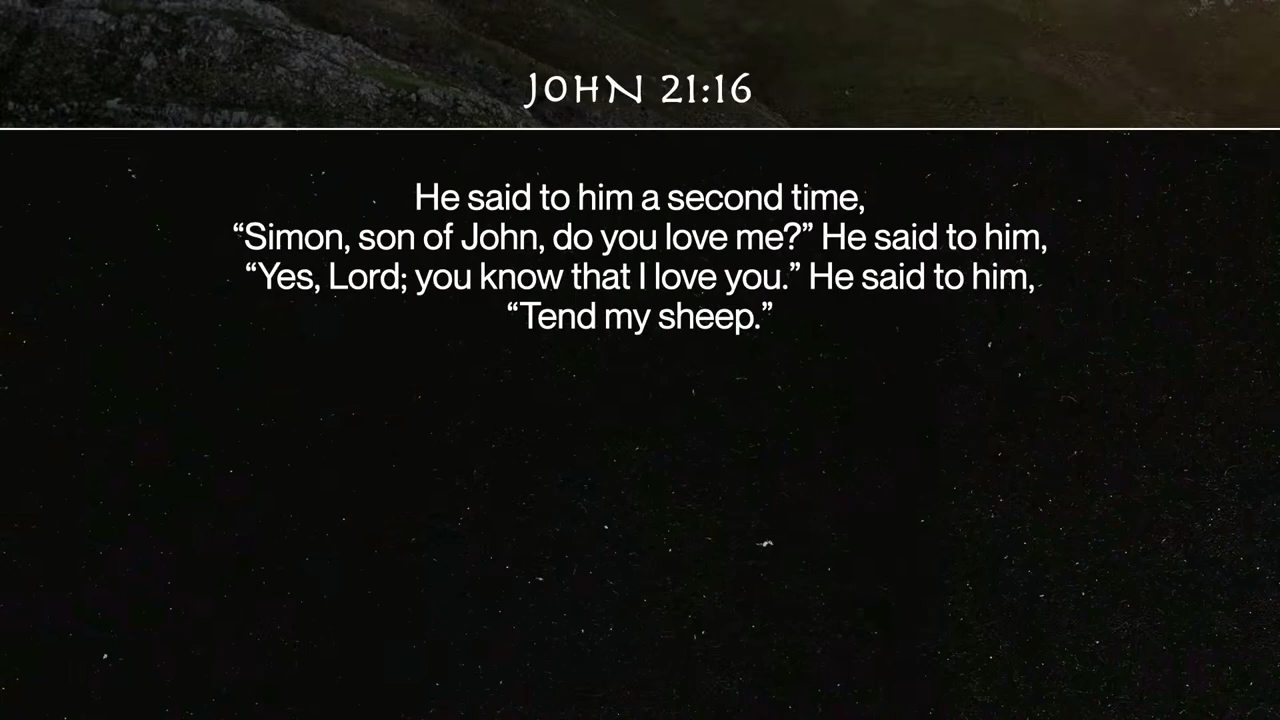 JOHN 21:16
He said to him a second time,
“Simon, son of John, do you love me?” He said to him,
“Yes, Lord; you know that I love you.” He said to him,
“Tend my sheep.”